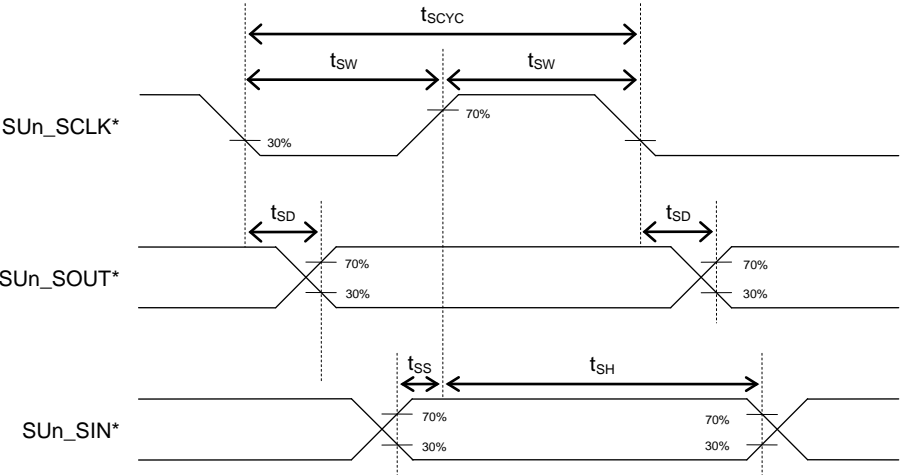 tSCYC
tSW tSW
SUn_SCLK*
70%
30%
tSD tSD
SUn_SOUT*
70% 70%
30% 30%
tSS tSH
SUn_SIN*
70% 70%
30% 30%